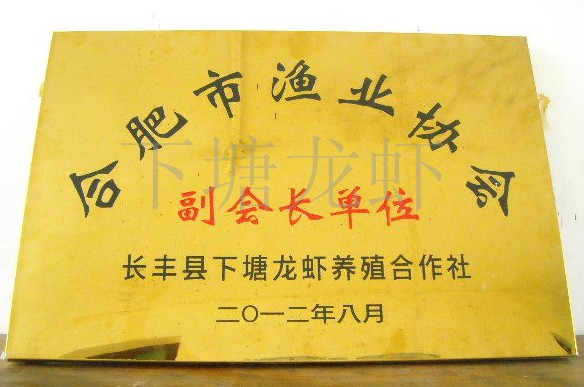 合肥市渔业协会
下塘龙虾
副会长单位
长丰县下塘龙虾养殖合作社
二〇一二年八月